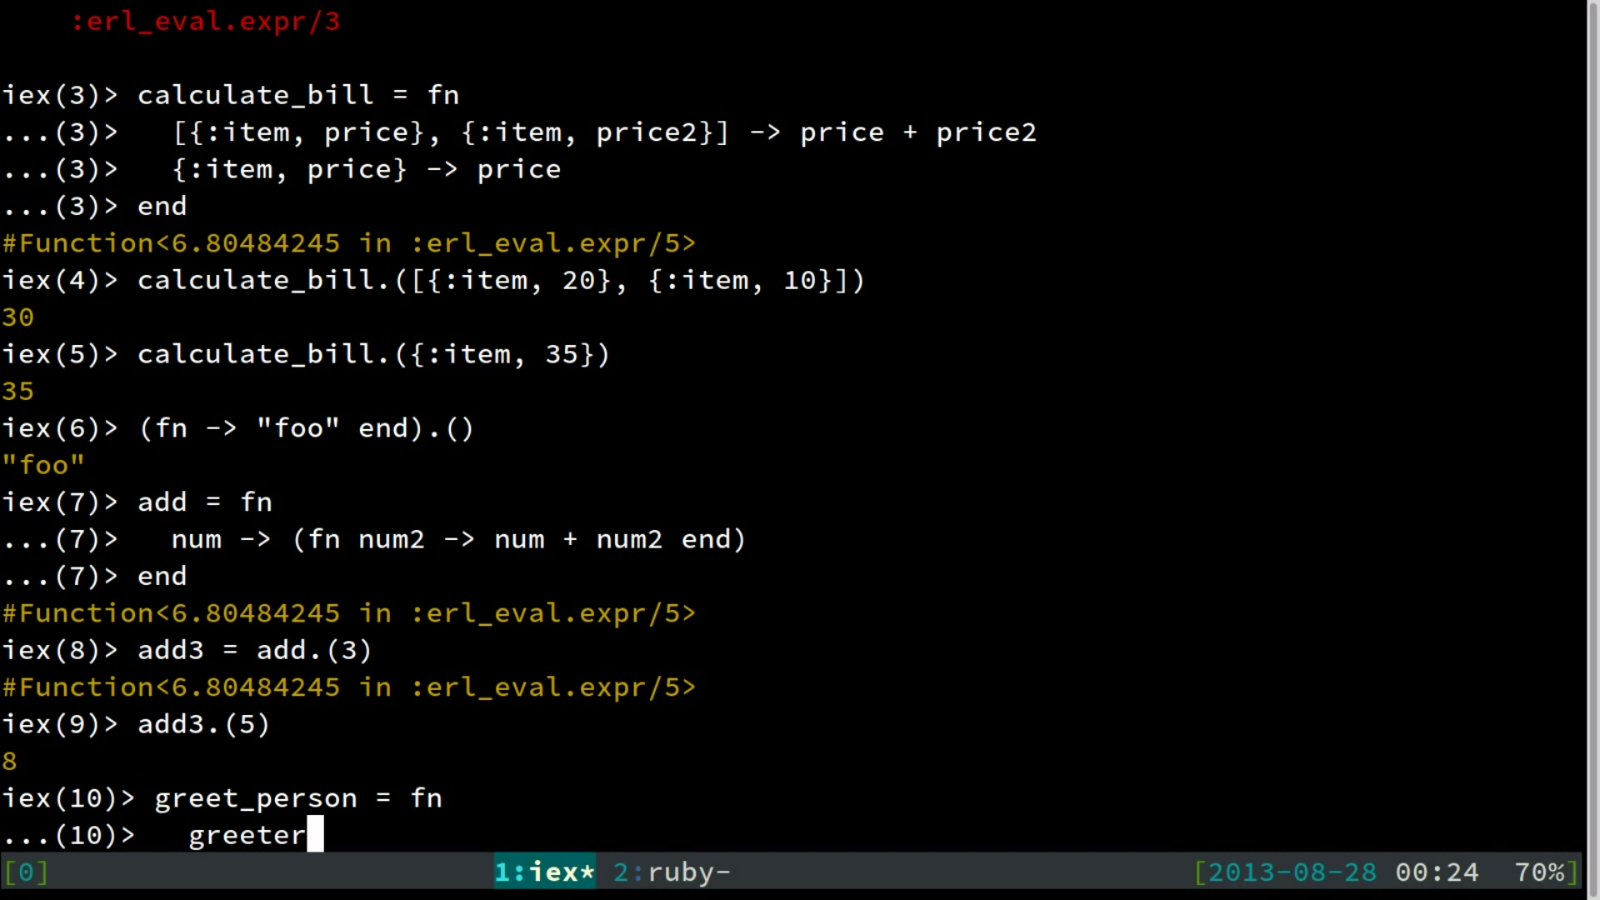 :erl_eval.expr/3

iex(3)> calculate_bill = fn
...(3)>   [{:item, price}, {:item, price2}] -> price + price2
...(3)>   {:item, price} -> price
...(3)> end
#Function<6.80484245 in :erl_eval.expr/5>
iex(4)> calculate_bill.([{:item, 20}, {:item, 10}])
30
iex(5)> calculate_bill.({:item, 35})
35
iex(6)> (fn -> "foo" end).()
"foo"
iex(7)> add = fn
...(7)>   num -> (fn num2 -> num + num2 end)
...(7)> end
#Function<6.80484245 in :erl_eval.expr/5>
iex(8)> add3 = add.(3)
#Function<6.80484245 in :erl_eval.expr/5>
iex(9)> add3.(5)
8
iex(10)> greet_person = fn
...(10)>   greeter
[0] 1:iex* 2:ruby- [2013-08-28 00:24 70%]